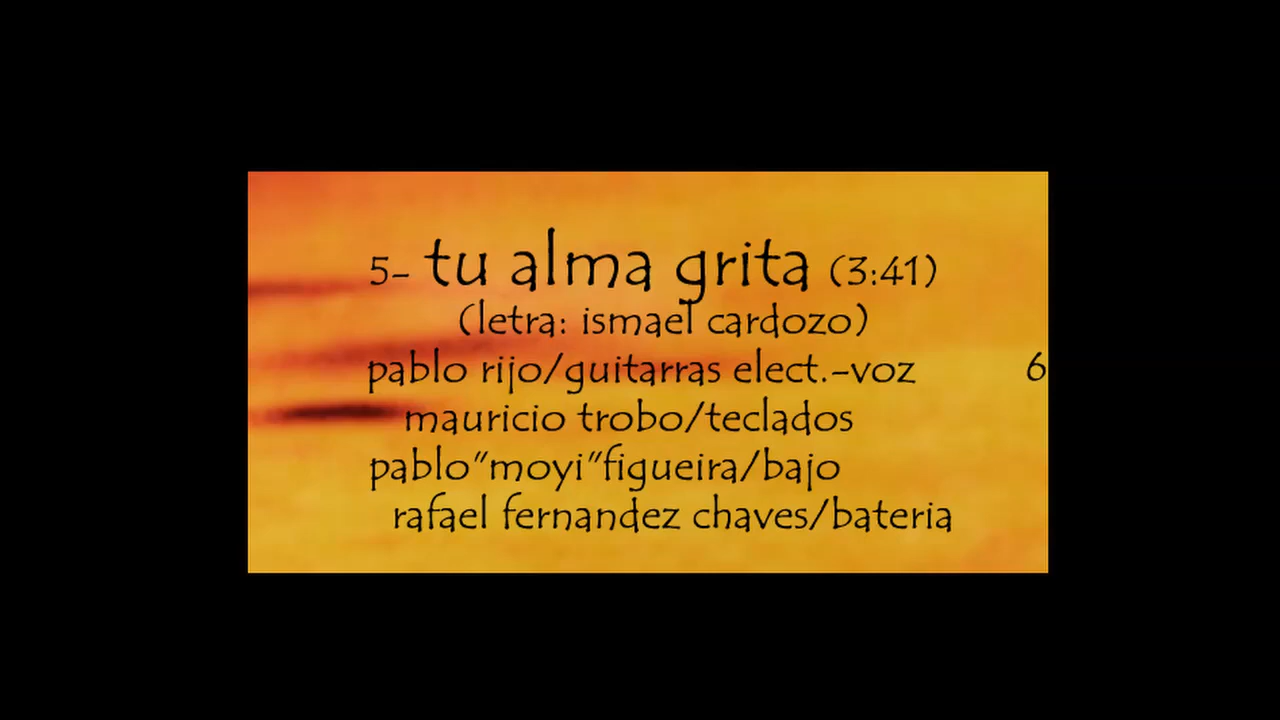 5- tu alma grita (3:41)
(letra: ismael cardozo)
pablo rijo/guitarras elect.-voz
6
mauricio trobo/teclados
pablo"moyi"figueira/bajo
rafael fernandez chaves/bateria